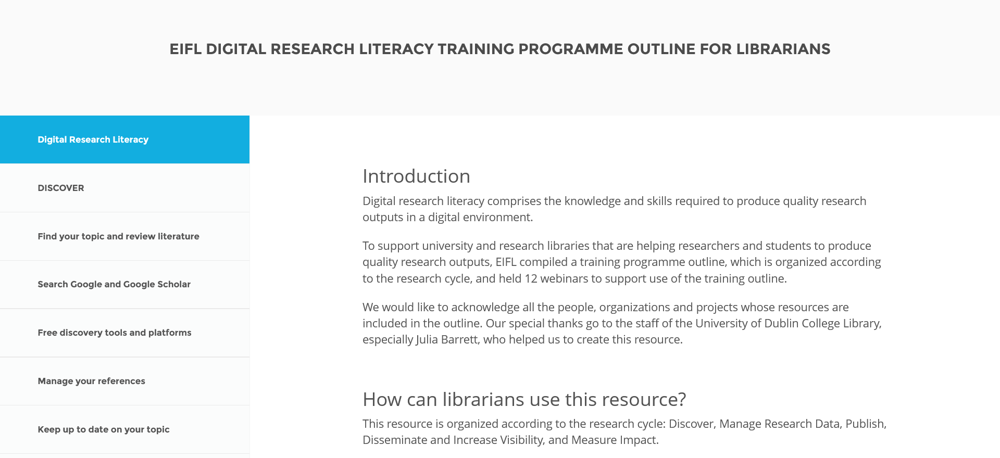 EIFL DIGITAL RESEARCH LITERACY TRAINING PROGRAMME OUTLINE FOR LIBRARIANS
Digital Research Literacy
DISCOVER
Find your topic and review literature
Search Google and Google Scholar
Free discovery tools and platforms
Manage your references
Keep up to date on your topic
Introduction
Digital research literacy comprises the knowledge and skills required to produce quality research
outputs in a digital environment.
To support university and research libraries that are helping researchers and students to produce
quality research outputs, EIFL compiled a training programme outline, which is organized according
to the research cycle, and held 12 webinars to support use of the training outline.
We would like to acknowledge all the people, organizations and projects whose resources are
included in the outline. Our special thanks go to the staff of the University of Dublin College Library,
especially Julia Barrett, who helped us to create this resource.
How can librarians use this resource?
This resource is organized according to the research cycle: Discover, Manage Research Data, Publish,
Disseminate and Increase Visibility, and Measure Impact.